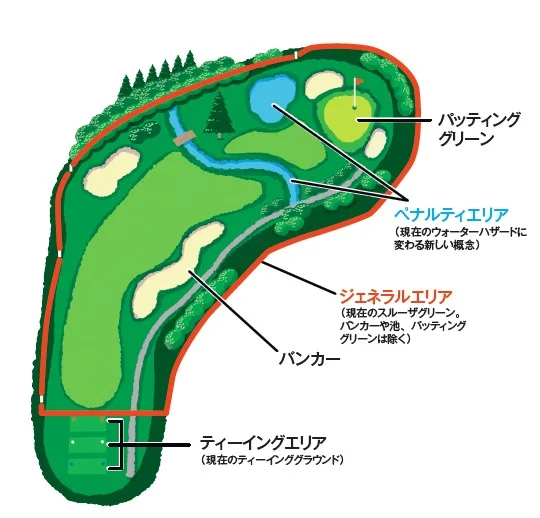 パッティング
グリーン
ペナルティエリア
（現在のウォーターハザードに
変わる新しい概念）
ジェネラルエリア
（現在のスルーザグリーン。
バンカーや池、パッティング
グリーンは除く）
バンカー
ティーイングエリア
（現在のティーインググラウンド）